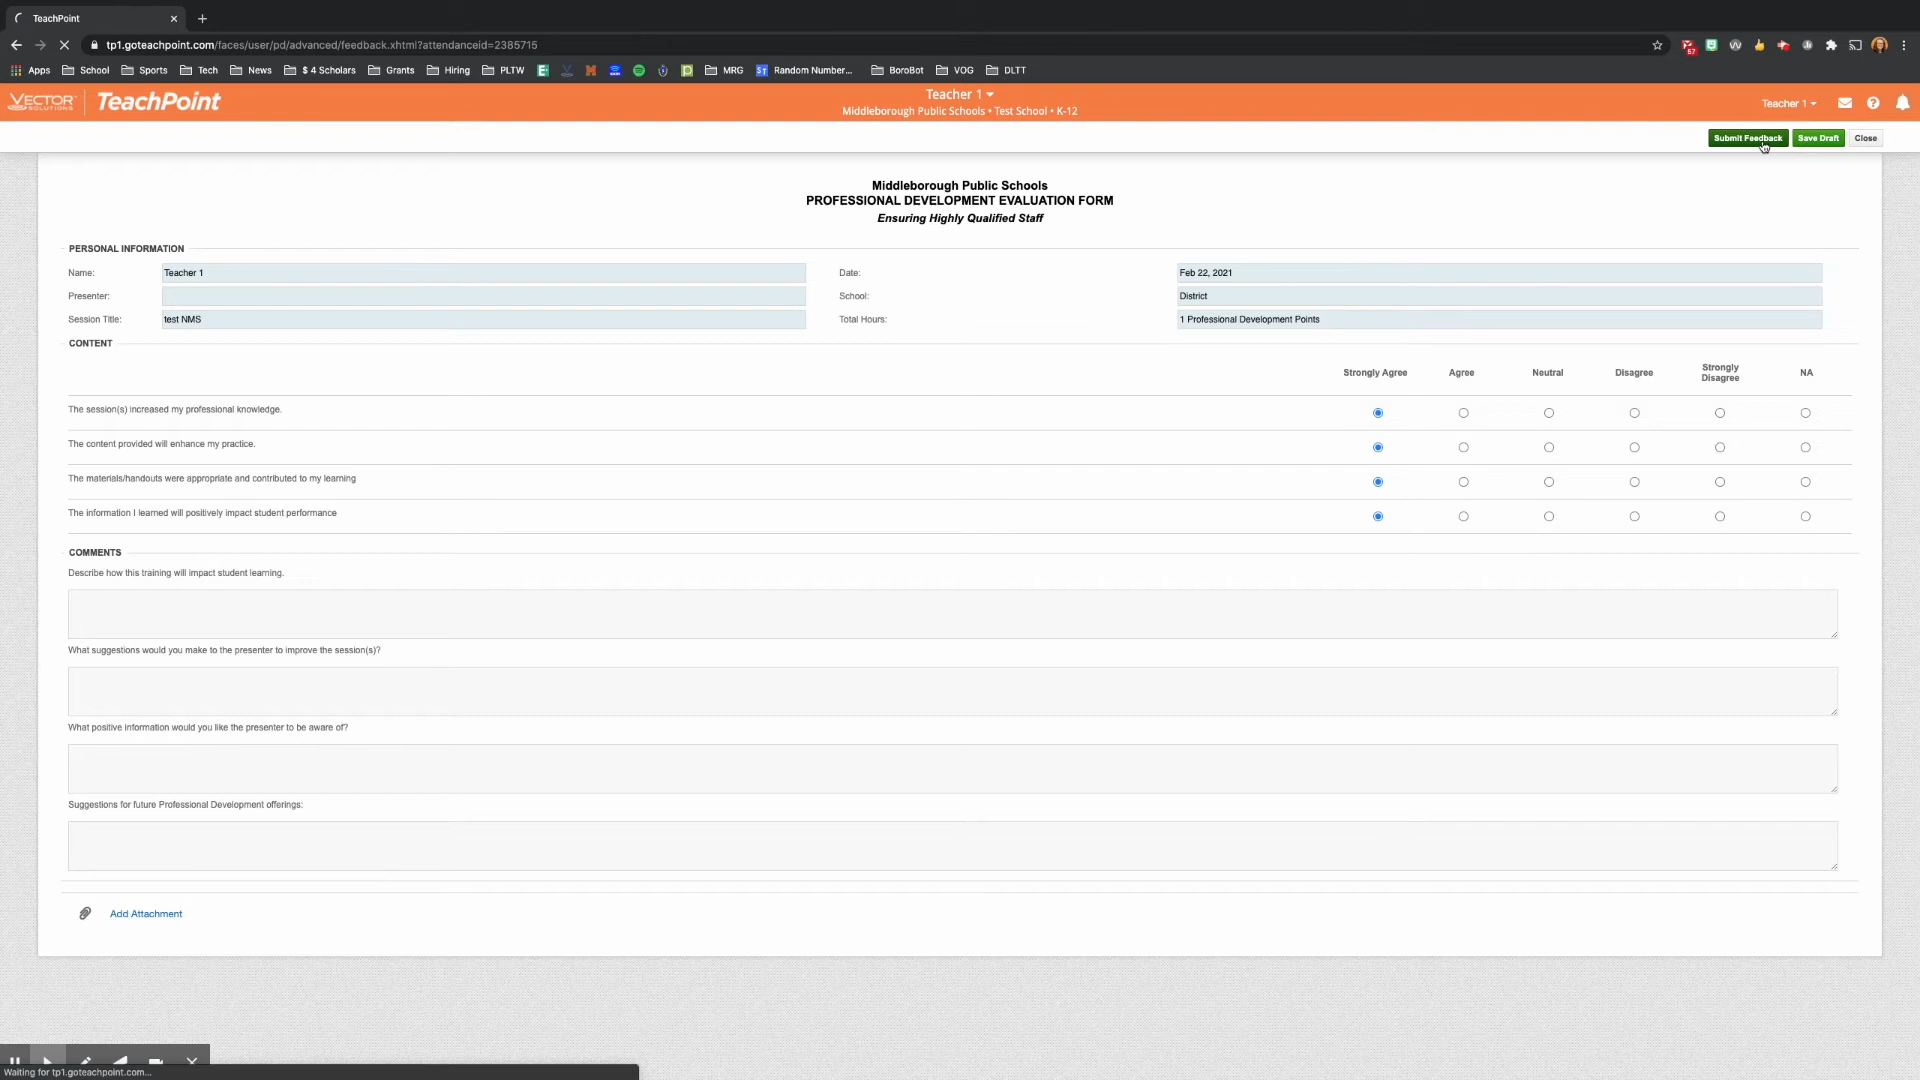 TeachPoint
tp1.goteachpoint.com/faces/user/pd/advanced/feedback.xhtml?attendanceid=2385715
57
Apps School Sports Tech News $ 4 Scholars Grants Hiring PLTW MRG ST Random Number... BoroBot VOG DLTT
VECTOR SOLUTIONS TeachPoint
Teacher 1
Middleborough Public Schools • Test School • K-12
Teacher 1
Submit Feedback Save Draft Close
Middleborough Public Schools
PROFESSIONAL DEVELOPMENT EVALUATION FORM
Ensuring Highly Qualified Staff
PERSONAL INFORMATION
Name: Teacher 1 Date: Feb 22, 2021
Presenter: School: District
Session Title: test NMS Total Hours: 1 Professional Development Points
CONTENT
Strongly Agree Agree Neutral Disagree Strongly Disagree NA
The session(s) increased my professional knowledge.
The content provided will enhance my practice.
The materials/handouts were appropriate and contributed to my learning
The information I learned will positively impact student performance
COMMENTS
Describe how this training will impact student learning.
What suggestions would you make to the presenter to improve the session(s)?
What positive information would you like the presenter to be aware of?
Suggestions for future Professional Development offerings:
Add Attachment
Waiting for tp1.goteachpoint.com...